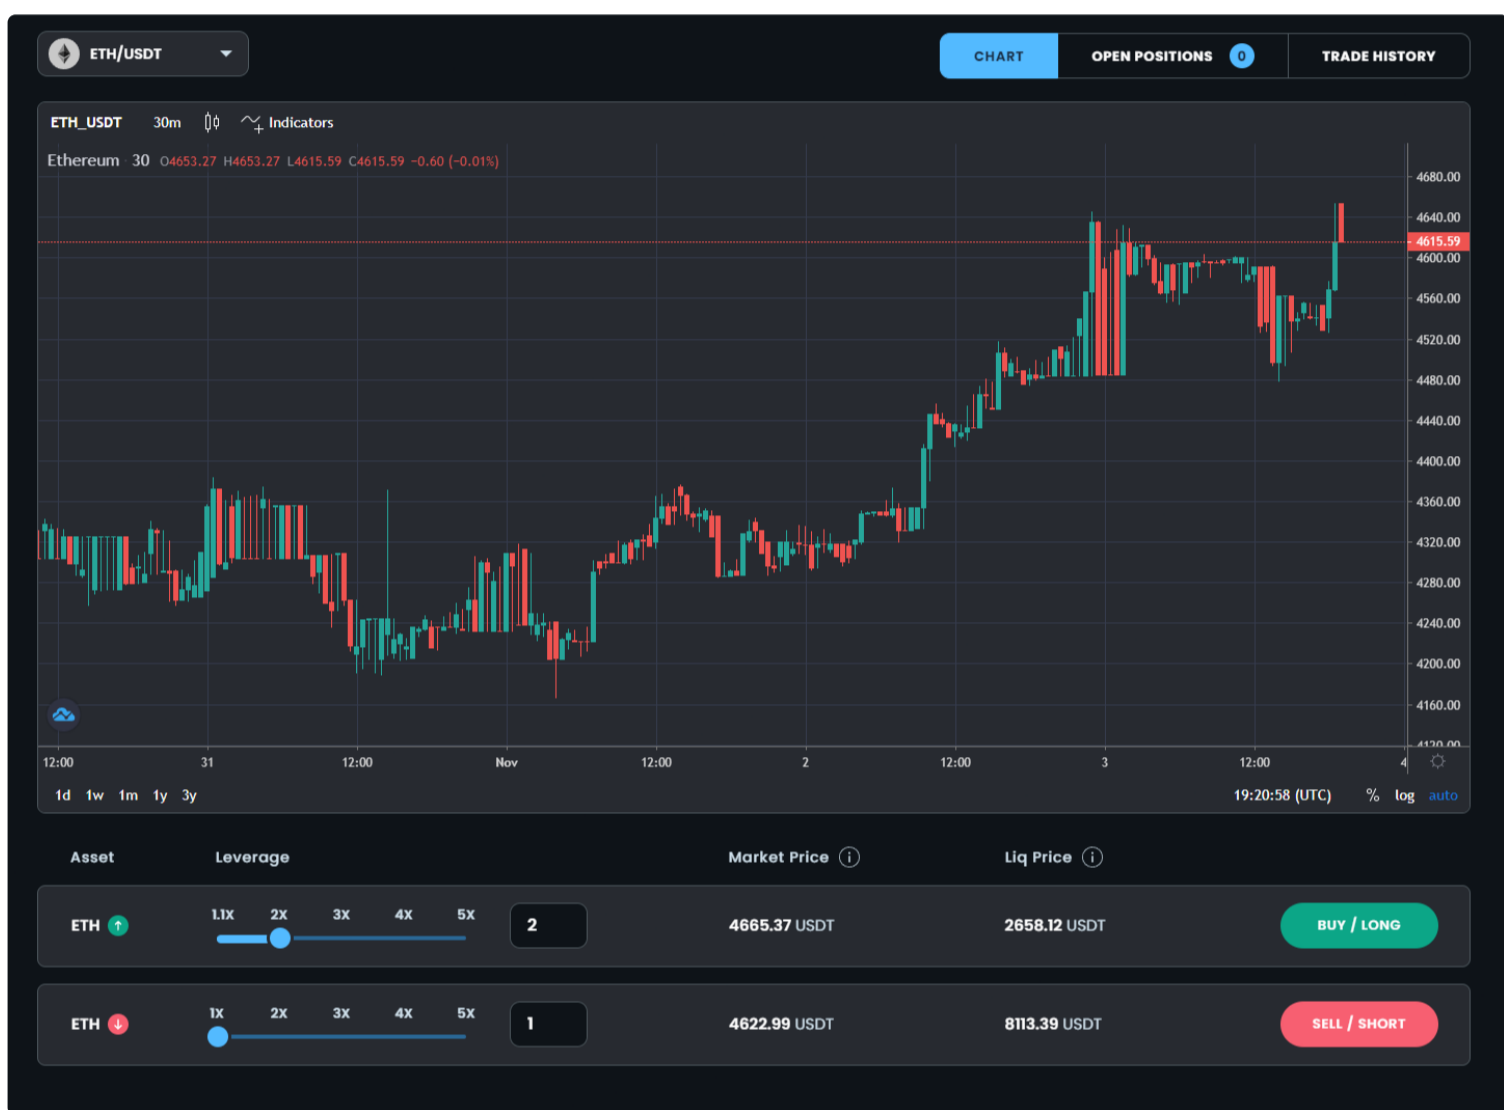 ETH/USDT
CHART
OPEN POSITIONS 0
TRADE HISTORY
ETH_USDT 30m Indicators
Ethereum 30 O4653.27 H4653.27 L4615.59 C4615.59 −0.60 (−0.01%)
4680.00
4640.00
4615.59
4600.00
4560.00
4520.00
4480.00
4440.00
4400.00
4360.00
4320.00
4280.00
4240.00
4200.00
4160.00
4120.00
12:00 31 12:00 Nov 12:00 2 12:00 3 12:00 4
1d 1w 1m 1y 3y 19:20:58 (UTC) % log auto
Asset Leverage Market Price i Liq Price i
1.1X 2X 3X 4X 5X
ETH 2 4665.37 USDT 2658.12 USDT BUY / LONG
1X 2X 3X 4X 5X
ETH 1 4622.99 USDT 8113.39 USDT SELL / SHORT